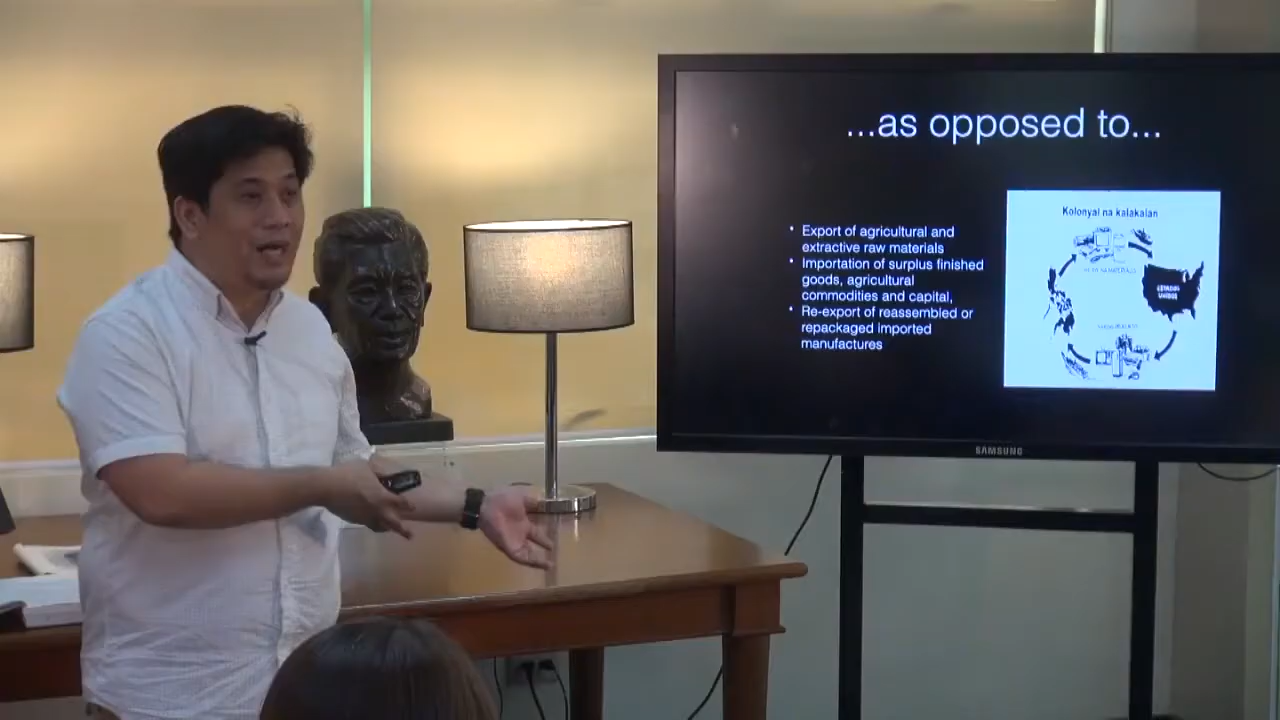 ...as opposed to...
• Export of agricultural and
extractive raw materials
• Importation of surplus finished
goods, agricultural
commodities and capital,
• Re-export of reassembled or
repackaged imported
manufactures
Kolonyal na kalakalan
ESTADOS
UNIDOS
SAMSUNG